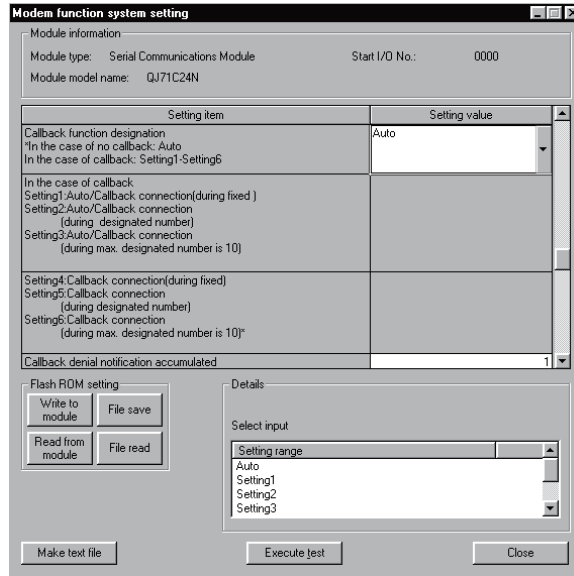 Modem function system setting
Module information
Module type: Serial Communications Module Start I/O No.: 0000
Module model name: QJ71C24N
Setting item Setting value
Callback function designation Auto
*In the case of no callback: Auto
In the case of callback: Setting1-Setting6
In the case of callback
Setting1:Auto/Callback connection(during fixed )
Setting2:Auto/Callback connection
(during designated number)
Setting3:Auto/Callback connection
(during max. designated number is 10)
Setting4:Callback connection(during fixed)
Setting5:Callback connection
(during designated number)
Setting6:Callback connection
(during max. designated number is 10)*
Callback denial notification accumulated 1
Flash ROM setting
Write to module
File save
Read from module
File read
Details
Select input
Setting range
Auto
Setting1
Setting2
Setting3
Make text file Execute test Close